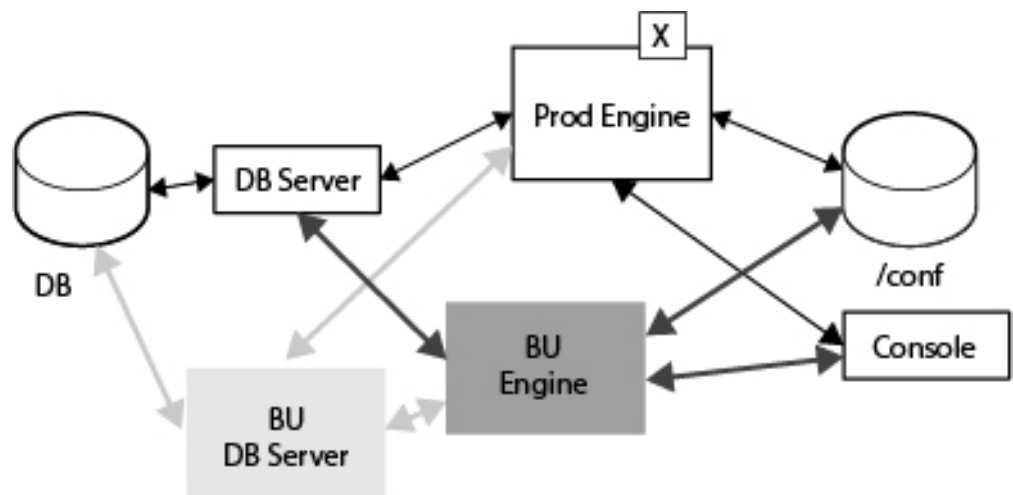 X
Prod Engine
DB Server
DB
/conf
BU
Engine
Console
BU
DB Server